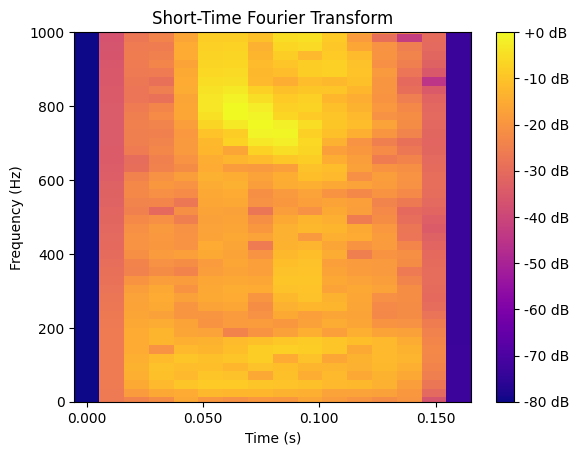 Short-Time Fourier Transform
1000
800
600
400
200
0
Frequency (Hz)
0.000
0.050
0.100
0.150
Time (s)
+0 dB
-10 dB
-20 dB
-30 dB
-40 dB
-50 dB
-60 dB
-70 dB
-80 dB